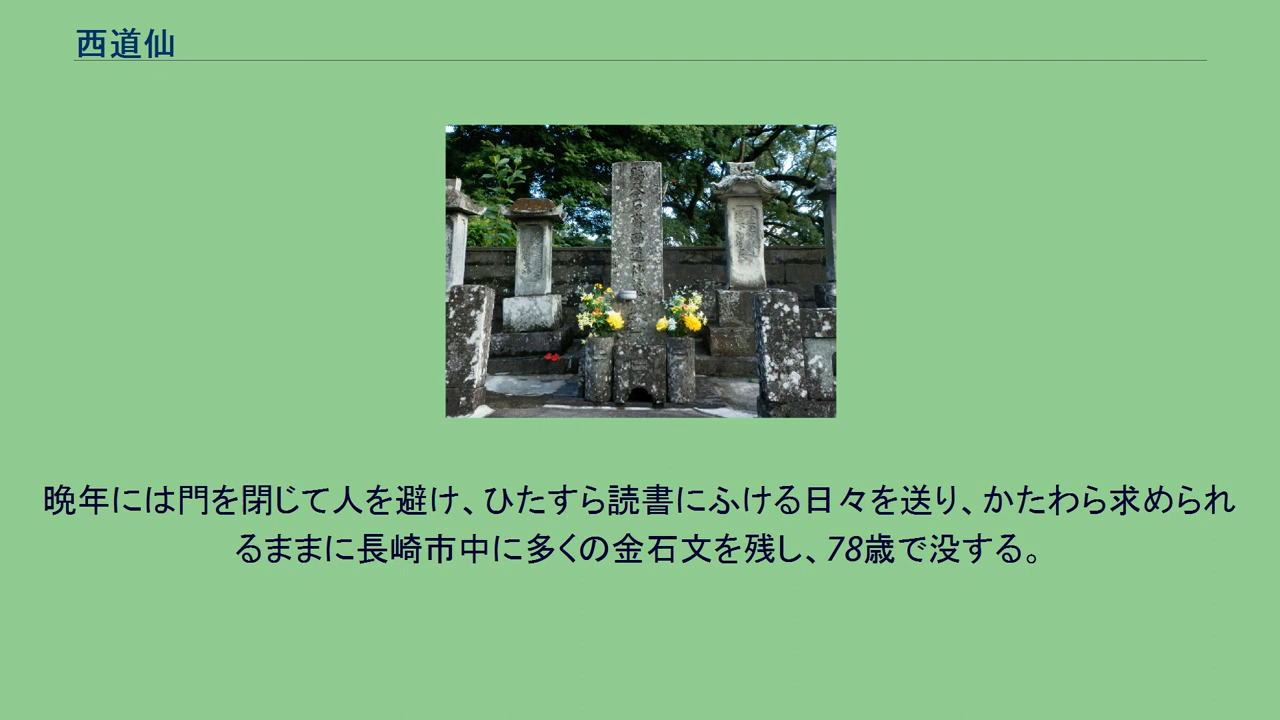 西道仙
晩年には門を閉じて人を避け、ひたすら読書にふける日々を送り、かたわら求められ
るままに長崎市中に多くの金石文を残し、78歳で没する。